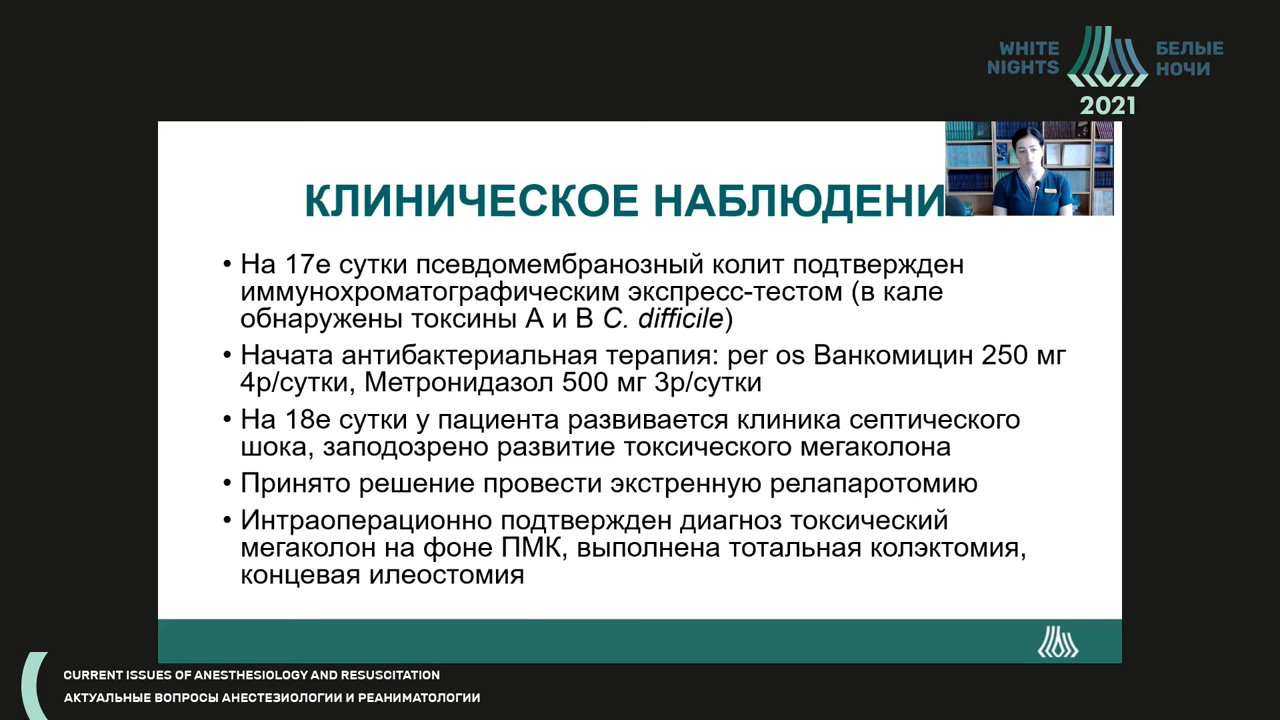 WHITE
NIGHTS
БЕЛЫЕ
НОЧИ
2021
КЛИНИЧЕСКОЕ НАБЛЮДЕНИ
• На 17е сутки псевдомембранозный колит подтвержден
иммунохроматографическим экспресс-тестом (в кале
обнаружены токсины А и В C. difficile)
• Начата антибактериальная терапия: per os Ванкомицин 250 мг
4р/сутки, Метронидазол 500 мг 3р/сутки
• На 18е сутки у пациента развивается клиника септического
шока, заподозрено развитие токсического мегаколона
• Принято решение провести экстренную релапаротомию
• Интраоперационно подтвержден диагноз токсический
мегаколон на фоне ПМК, выполнена тотальная колэктомия,
концевая илеостомия
CURRENT ISSUES OF ANESTHESIOLOGY AND RESUSCITATION
АКТУАЛЬНЫЕ ВОПРОСЫ АНЕСТЕЗИОЛОГИИ И РЕАНИМАТОЛОГИИ